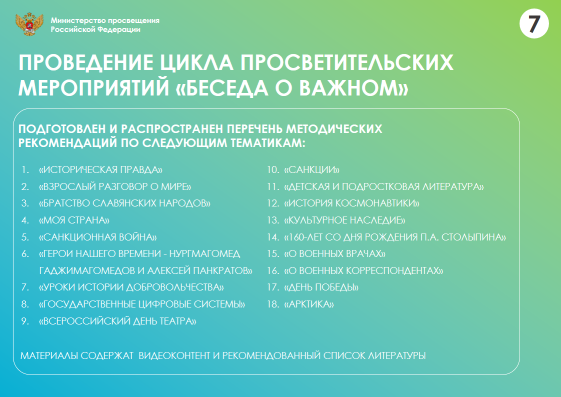 Министерство просвещения
Российской Федерации
7
ПРОВЕДЕНИЕ ЦИКЛА ПРОСВЕТИТЕЛЬСКИХ
МЕРОПРИЯТИЙ «БЕСЕДА О ВАЖНОМ»
ПОДГОТОВЛЕН И РАСПРОСТРАНЕН ПЕРЕЧЕНЬ МЕТОДИЧЕСКИХ
РЕКОМЕНДАЦИЙ ПО СЛЕДУЮЩИМ ТЕМАТИКАМ:
1. «ИСТОРИЧЕСКАЯ ПРАВДА»
2. «ВЗРОСЛЫЙ РАЗГОВОР О МИРЕ»
3. «БРАТСТВО СЛАВЯНСКИХ НАРОДОВ»
4. «МОЯ СТРАНА»
5. «САНКЦИОННАЯ ВОЙНА»
6. «ГЕРОИ НАШЕГО ВРЕМЕНИ - НУРГМАГОМЕД
ГАДЖИМАГОМЕДОВ И АЛЕКСЕЙ ПАНКРАТОВ»
7. «УРОКИ ИСТОРИИ ДОБРОВОЛЬЧЕСТВА»
8. «ГОСУДАРСТВЕННЫЕ ЦИФРОВЫЕ СИСТЕМЫ»
9. «ВСЕРОССИЙСКИЙ ДЕНЬ ТЕАТРА»
10. «САНКЦИИ»
11. «ДЕТСКАЯ И ПОДРОСТКОВАЯ ЛИТЕРАТУРА»
12. «ИСТОРИЯ КОСМОНАВТИКИ»
13. «КУЛЬТУРНОЕ НАСЛЕДИЕ»
14. «160-ЛЕТ СО ДНЯ РОЖДЕНИЯ П.А. СТОЛЫПИНА»
15. «О ВОЕННЫХ ВРАЧАХ»
16. «О ВОЕННЫХ КОРРЕСПОНДЕНТАХ»
17. «ДЕНЬ ПОБЕДЫ»
18. «АРКТИКА»
МАТЕРИАЛЫ СОДЕРЖАТ ВИДЕОКОНТЕНТ И РЕКОМЕНДОВАННЫЙ СПИСОК ЛИТЕРАТУРЫ